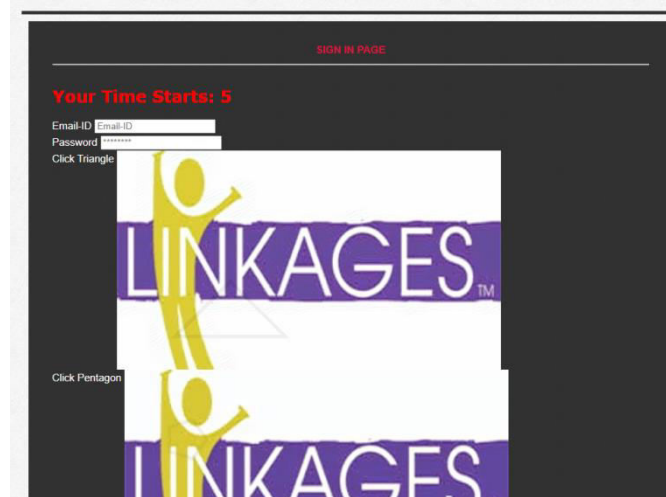 SIGN IN PAGE
Your Time Starts: 5
Email-ID Email-ID
Password ********
Click Triangle
LINKAGES TM
Click Pentagon
LINKAGES